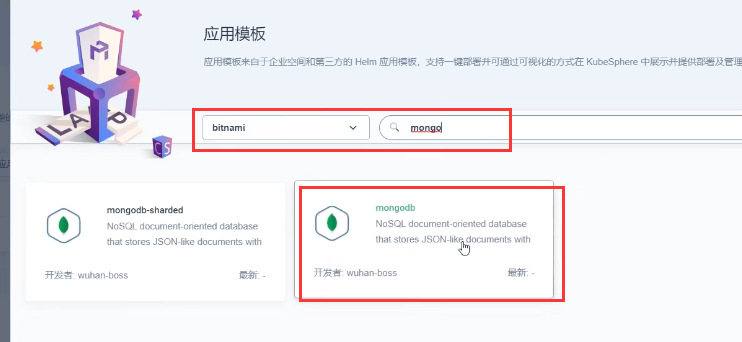 应用模板
应用模板来自于企业空间和第三方的 Helm 应用模板，支持一键部署并可通过可视化的方式在 KubeSphere 中展示并提供部署及管理
bitnami
mongo
mongodb-sharded
NoSQL document-oriented database
that stores JSON-like documents with
开发者: wuhan-boss
最新: -
mongodb
NoSQL document-oriented database
that stores JSON-like documents with
开发者: wuhan-boss
最新: -